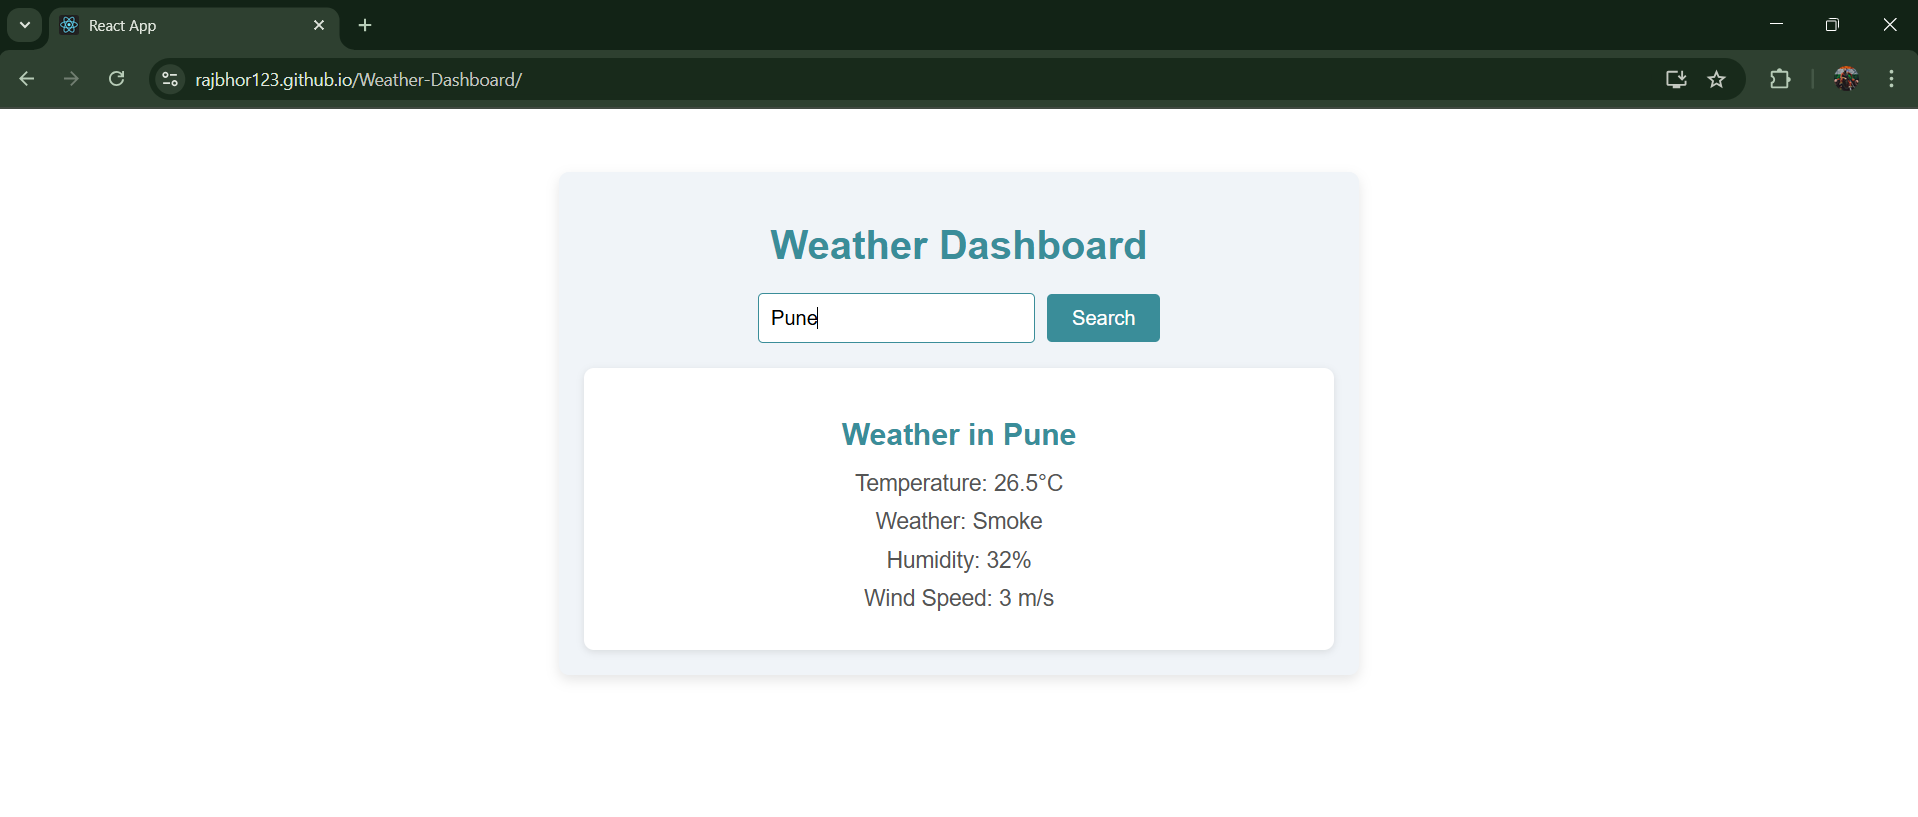 React App
rajbhor123.github.io/Weather-Dashboard/
Weather Dashboard
Pune
Search
Weather in Pune
Temperature: 26.5°C
Weather: Smoke
Humidity: 32%
Wind Speed: 3 m/s